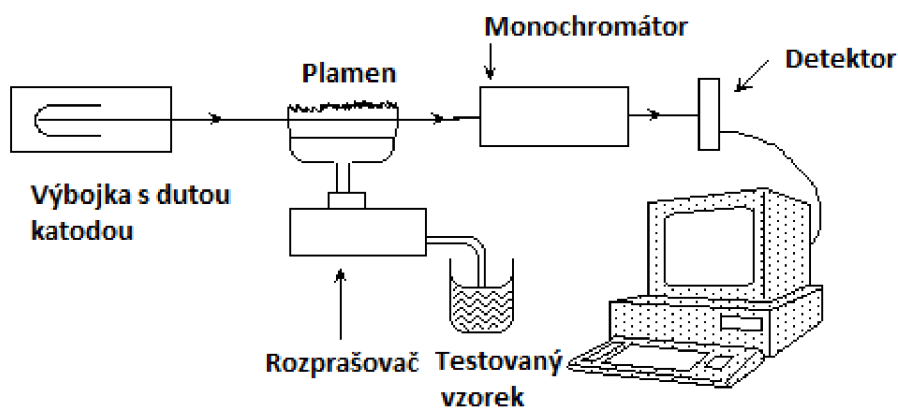 Monochromátor
Detektor
Plamen
Výbojka s dutou
katodou
Rozprašovač
Testovaný
vzorek